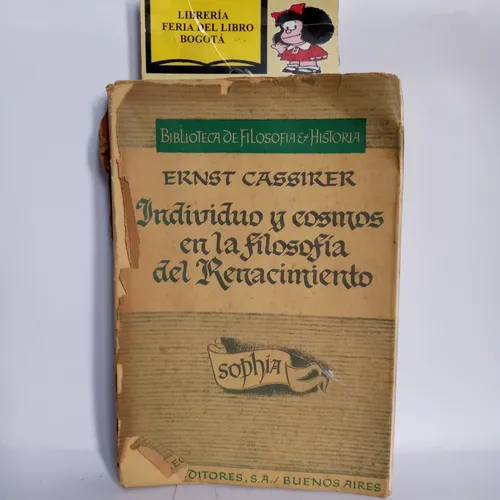 LIBRERÍA
FERIA DEL LIBRO
BOGOTÁ
BIBLIOTECA DE FILOSOFIA & HISTORIA
ERNST CASSIRER
Individuo y cosmos
en la filosofía
del Renacimiento
sophia
EDITORES, S.A./BUENOS AIRES